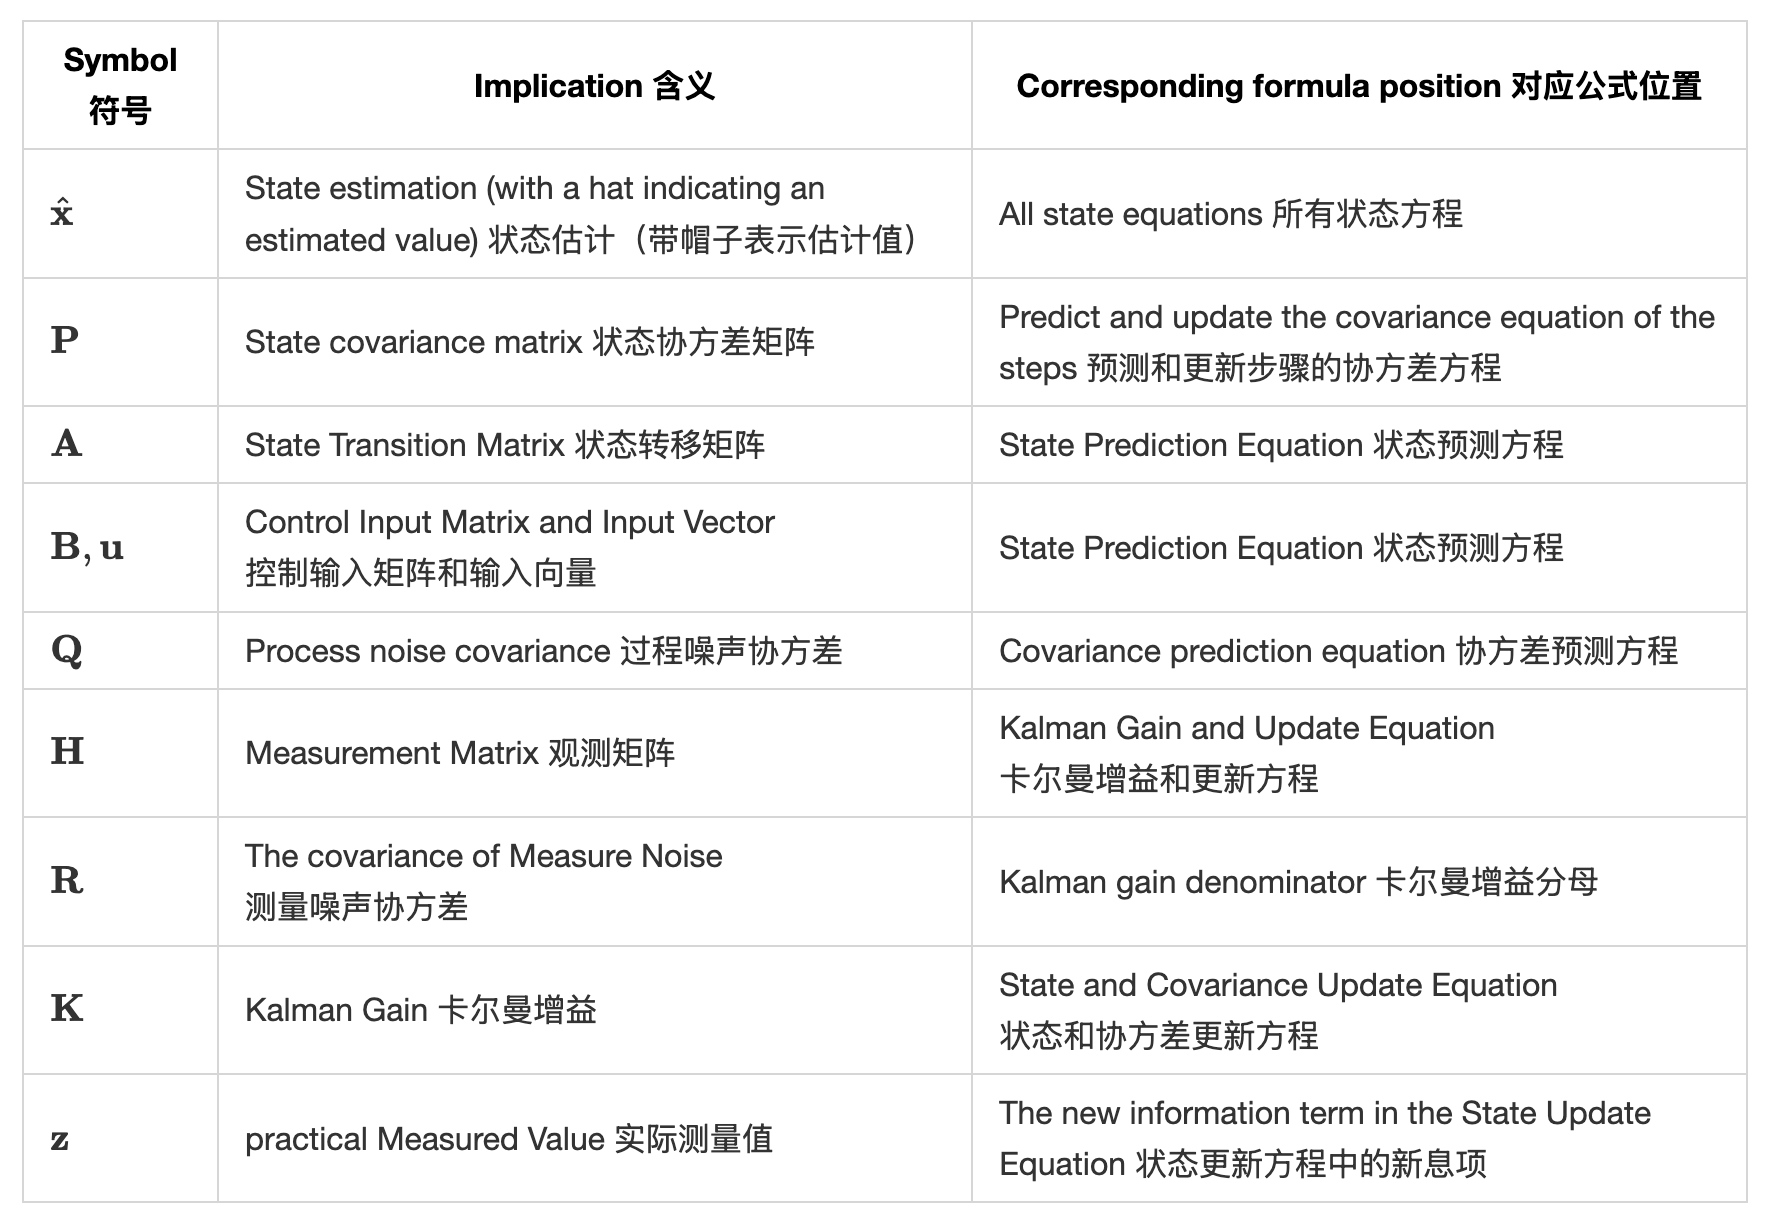 Symbol
符号
Implication 含义
Corresponding formula position 对应公式位置
x̂
State estimation (with a hat indicating an
estimated value) 状态估计（带帽子表示估计值）
All state equations 所有状态方程
P
State covariance matrix 状态协方差矩阵
Predict and update the covariance equation of the
steps 预测和更新步骤的协方差方程
A
State Transition Matrix 状态转移矩阵
State Prediction Equation 状态预测方程
B, u
Control Input Matrix and Input Vector
控制输入矩阵和输入向量
State Prediction Equation 状态预测方程
Q
Process noise covariance 过程噪声协方差
Covariance prediction equation 协方差预测方程
H
Measurement Matrix 观测矩阵
Kalman Gain and Update Equation
卡尔曼增益和更新方程
R
The covariance of Measure Noise
测量噪声协方差
Kalman gain denominator 卡尔曼增益分母
K
Kalman Gain 卡尔曼增益
State and Covariance Update Equation
状态和协方差更新方程
z
practical Measured Value 实际测量值
The new information term in the State Update
Equation 状态更新方程中的新息项